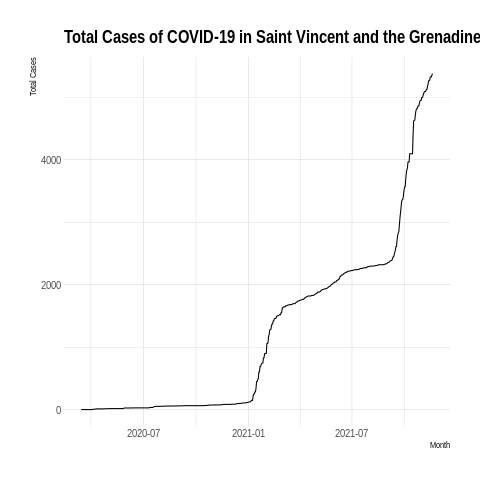 Total Cases of COVID-19 in Saint Vincent and the Grenadine
Total Cases
4000
2000
0
2020-07
2021-01
2021-07
Month